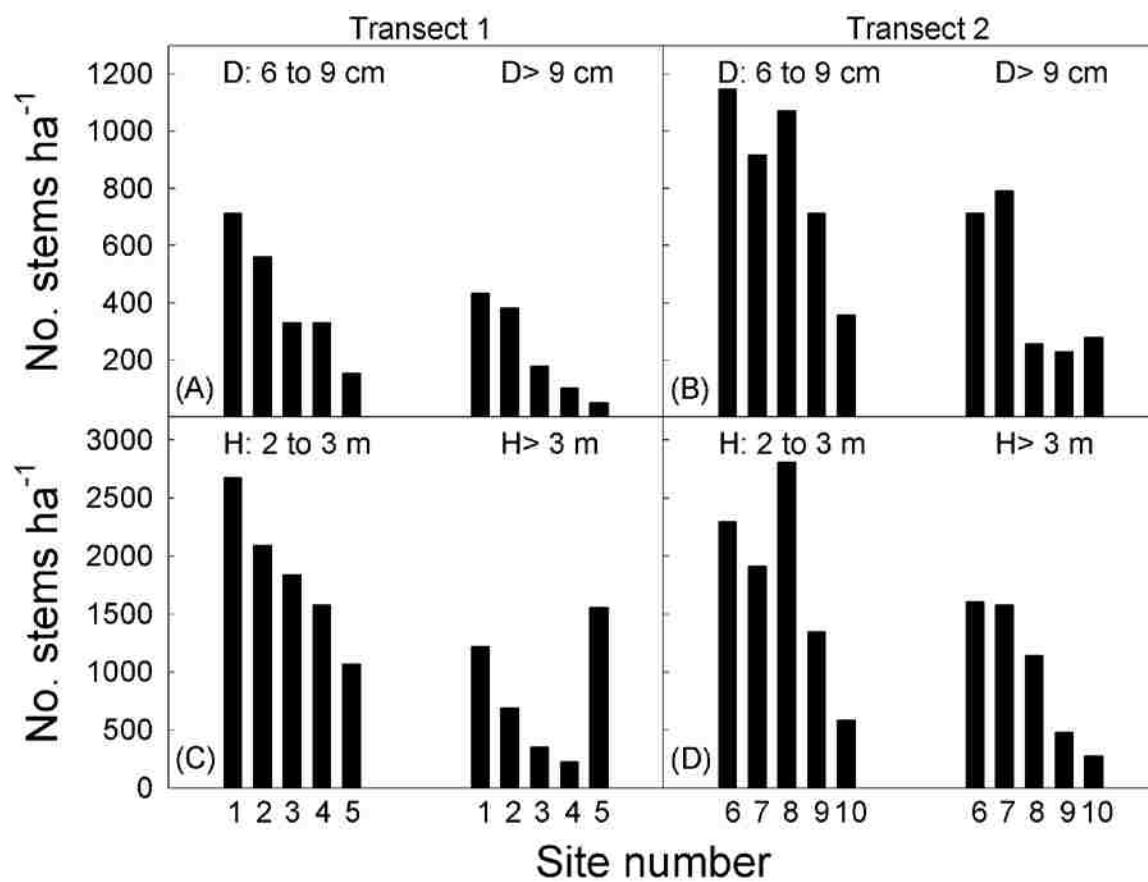 Transect 1 Transect 2
D: 6 to 9 cm D> 9 cm D: 6 to 9 cm D> 9 cm
No. stems ha⁻¹
1200
1000
800
600
400
200
(A) (B)
H: 2 to 3 m H> 3 m H: 2 to 3 m H> 3 m
No. stems ha⁻¹
3000
2500
2000
1500
1000
500
0
(C) (D)
1 2 3 4 5 1 2 3 4 5 6 7 8 9 10 6 7 8 9 10
Site number